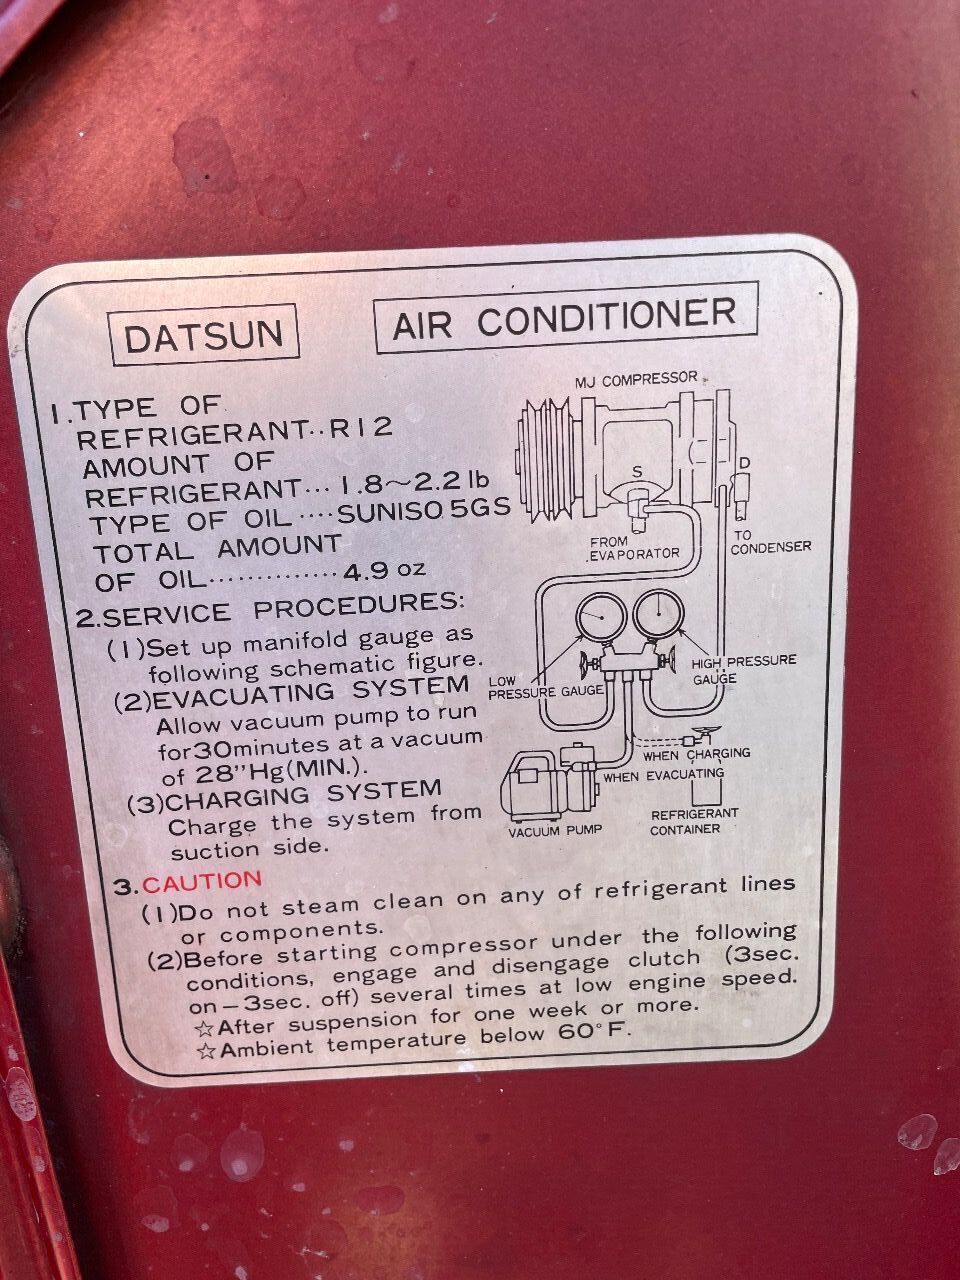 DATSUN AIR CONDITIONER
1.TYPE OF
REFRIGERANT··R12
AMOUNT OF
REFRIGERANT···1.8~2.2 lb
TYPE OF OIL····SUNISO 5GS
TOTAL AMOUNT
OF OIL··············4.9 oz
2.SERVICE PROCEDURES:
(1)Set up manifold gauge as
following schematic figure.
(2)EVACUATING SYSTEM
Allow vacuum pump to run
for30minutes at a vacuum
of 28"Hg(MIN.).
(3)CHARGING SYSTEM
Charge the system from
suction side.
MJ COMPRESSOR
S
D
FROM
EVAPORATOR
TO
CONDENSER
LOW
PRESSURE GAUGE
HIGH PRESSURE
GAUGE
WHEN CHARGING
WHEN EVACUATING
VACUUM PUMP
REFRIGERANT
CONTAINER
3.CAUTION
(1)Do not steam clean on any of refrigerant lines
or components.
(2)Before starting compressor under the following
conditions, engage and disengage clutch (3sec.
on-3sec. off) several times at low engine speed.
☆After suspension for one week or more.
☆Ambient temperature below 60°F.